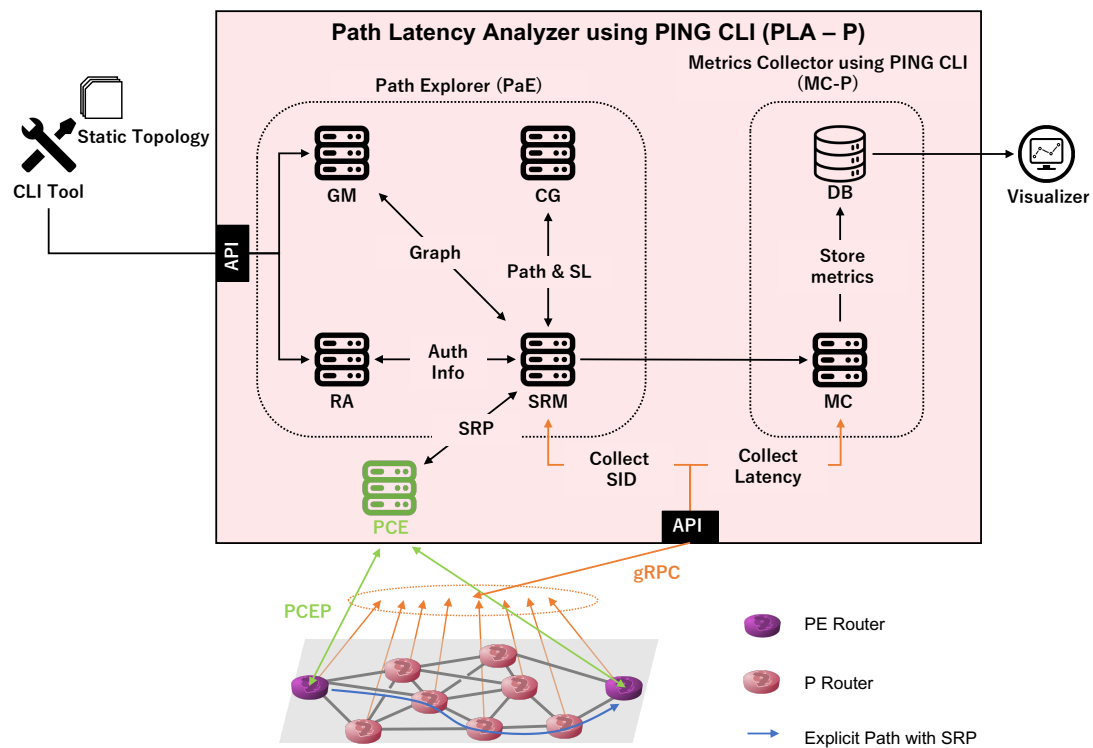 Path Latency Analyzer using PING CLI (PLA – P)
Metrics Collector using PING CLI
(MC-P)
Path Explorer (PaE)
Static Topology
CLI Tool
GM
CG
DB
Visualizer
API
Graph
Path & SL
Store
metrics
Auth
Info
RA
SRM
MC
SRP
Collect
SID
Collect
Latency
PCE
API
gRPC
PCEP
PE Router
P Router
Explicit Path with SRP